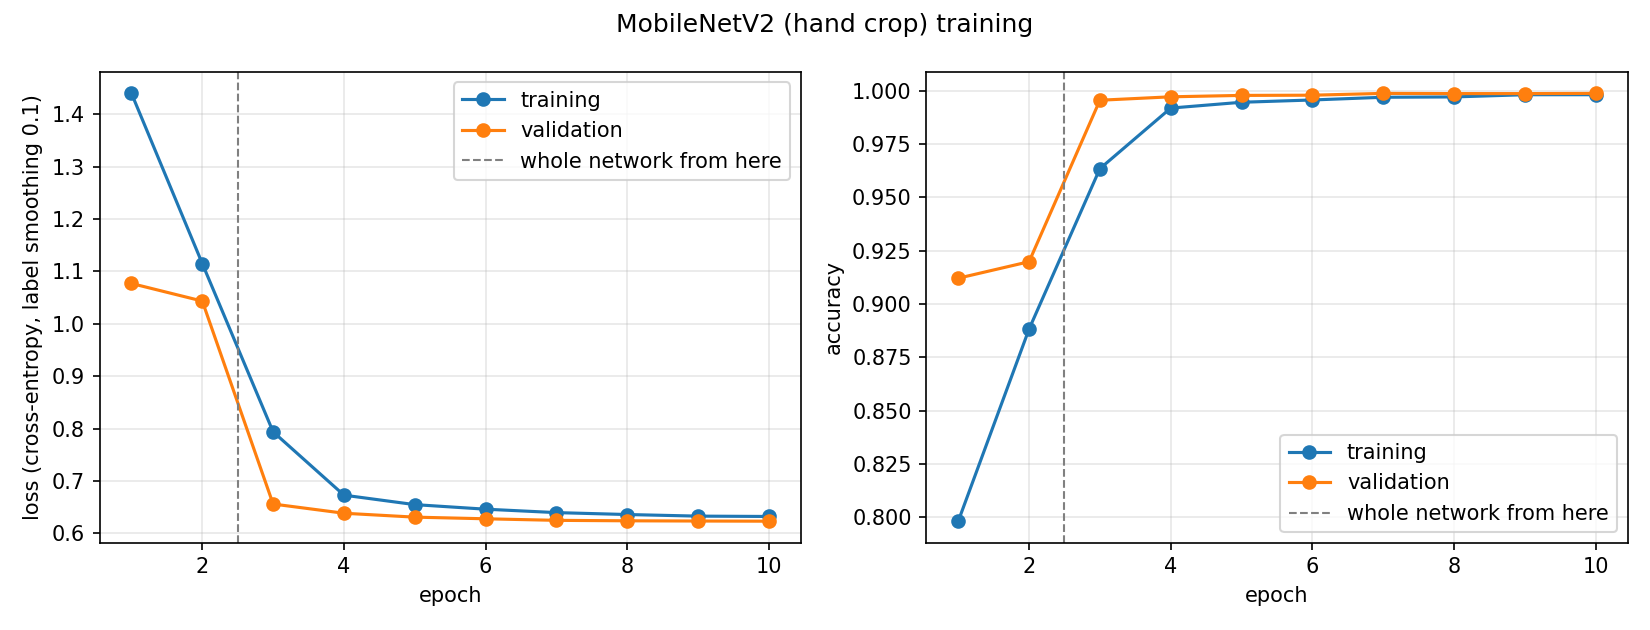 MobileNetV2 (hand crop) training
loss (cross-entropy, label smoothing 0.1)
1.4
1.3
1.2
1.1
1.0
0.9
0.8
0.7
0.6
training
validation
whole network from here
2
4
6
8
10
epoch
accuracy
1.000
0.975
0.950
0.925
0.900
0.875
0.850
0.825
0.800
training
validation
whole network from here
2
4
6
8
10
epoch